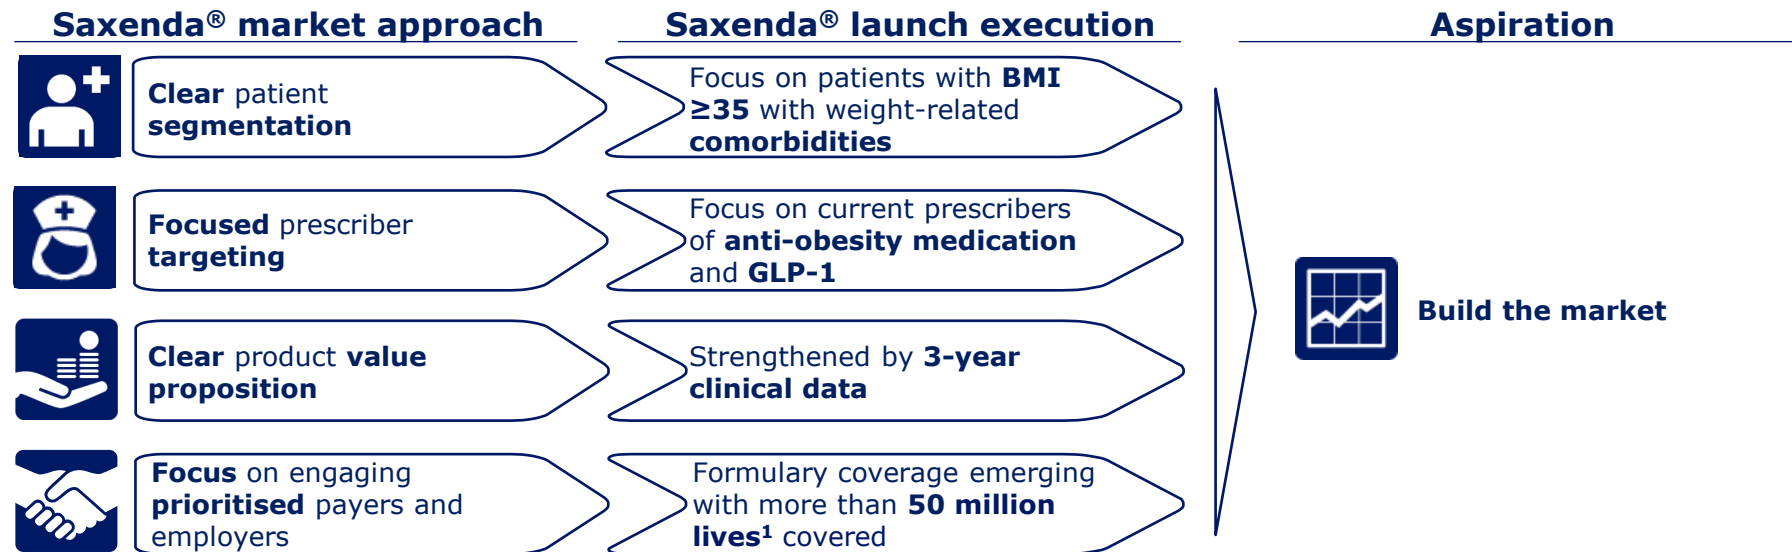 Saxenda® market approach
Saxenda® launch execution
Aspiration
Clear patient
segmentation
Focus on patients with BMI
≥35 with weight-related
comorbidities
Focused prescriber
targeting
Focus on current prescribers
of anti-obesity medication
and GLP-1
Clear product value
proposition
Strengthened by 3-year
clinical data
Focus on engaging
prioritised payers and
employers
Formulary coverage emerging
with more than 50 million
lives¹ covered
Build the market